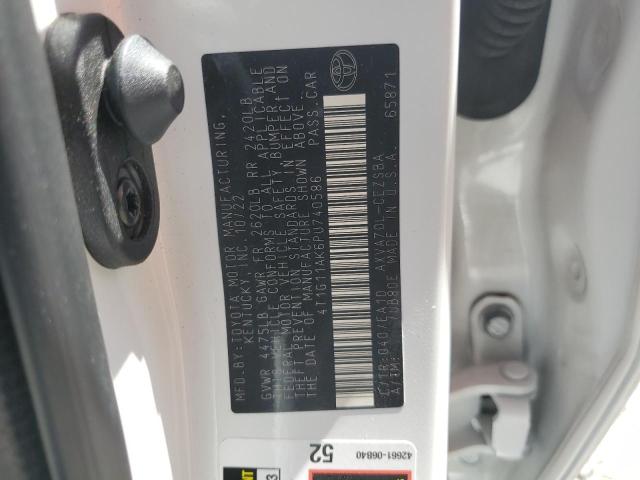 MFD.BY:TOYOTA MOTOR MANUFACTURING,
KENTUCKY, INC. 10/22
GVWR 4475LB GAWR FR 2620LB RR 2420LB
THIS VEHICLE CONFORMS TO ALL APPLICABLE
FEDERAL MOTOR VEHICLE SAFETY, BUMPER, AND
THEFT PREVENTION STANDARDS IN EFFECT ON
THE DATE OF MANUFACTURE SHOWN ABOVE.
4T1G11AK6PU740586 PASS.CAR
C/TR:040/EA10 AXVA70L-CEZSBA
A/TM: /UB80E MADE IN U.S.A. 65871
42661-06B40
52